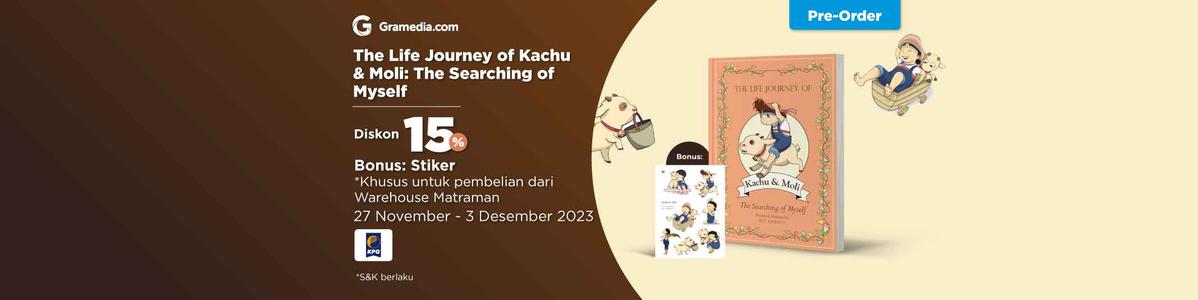 Gramedia.com
The Life Journey of Kachu
& Moli: The Searching of
Myself
Diskon 15%
Bonus: Stiker
*Khusus untuk pembelian dari
Warehouse Matraman
27 November - 3 Desember 2023
KPG
*S&K berlaku
Pre-Order
Bonus:
THE LIFE JOURNEY OF
Kachu & Moli
The Searching of Myself